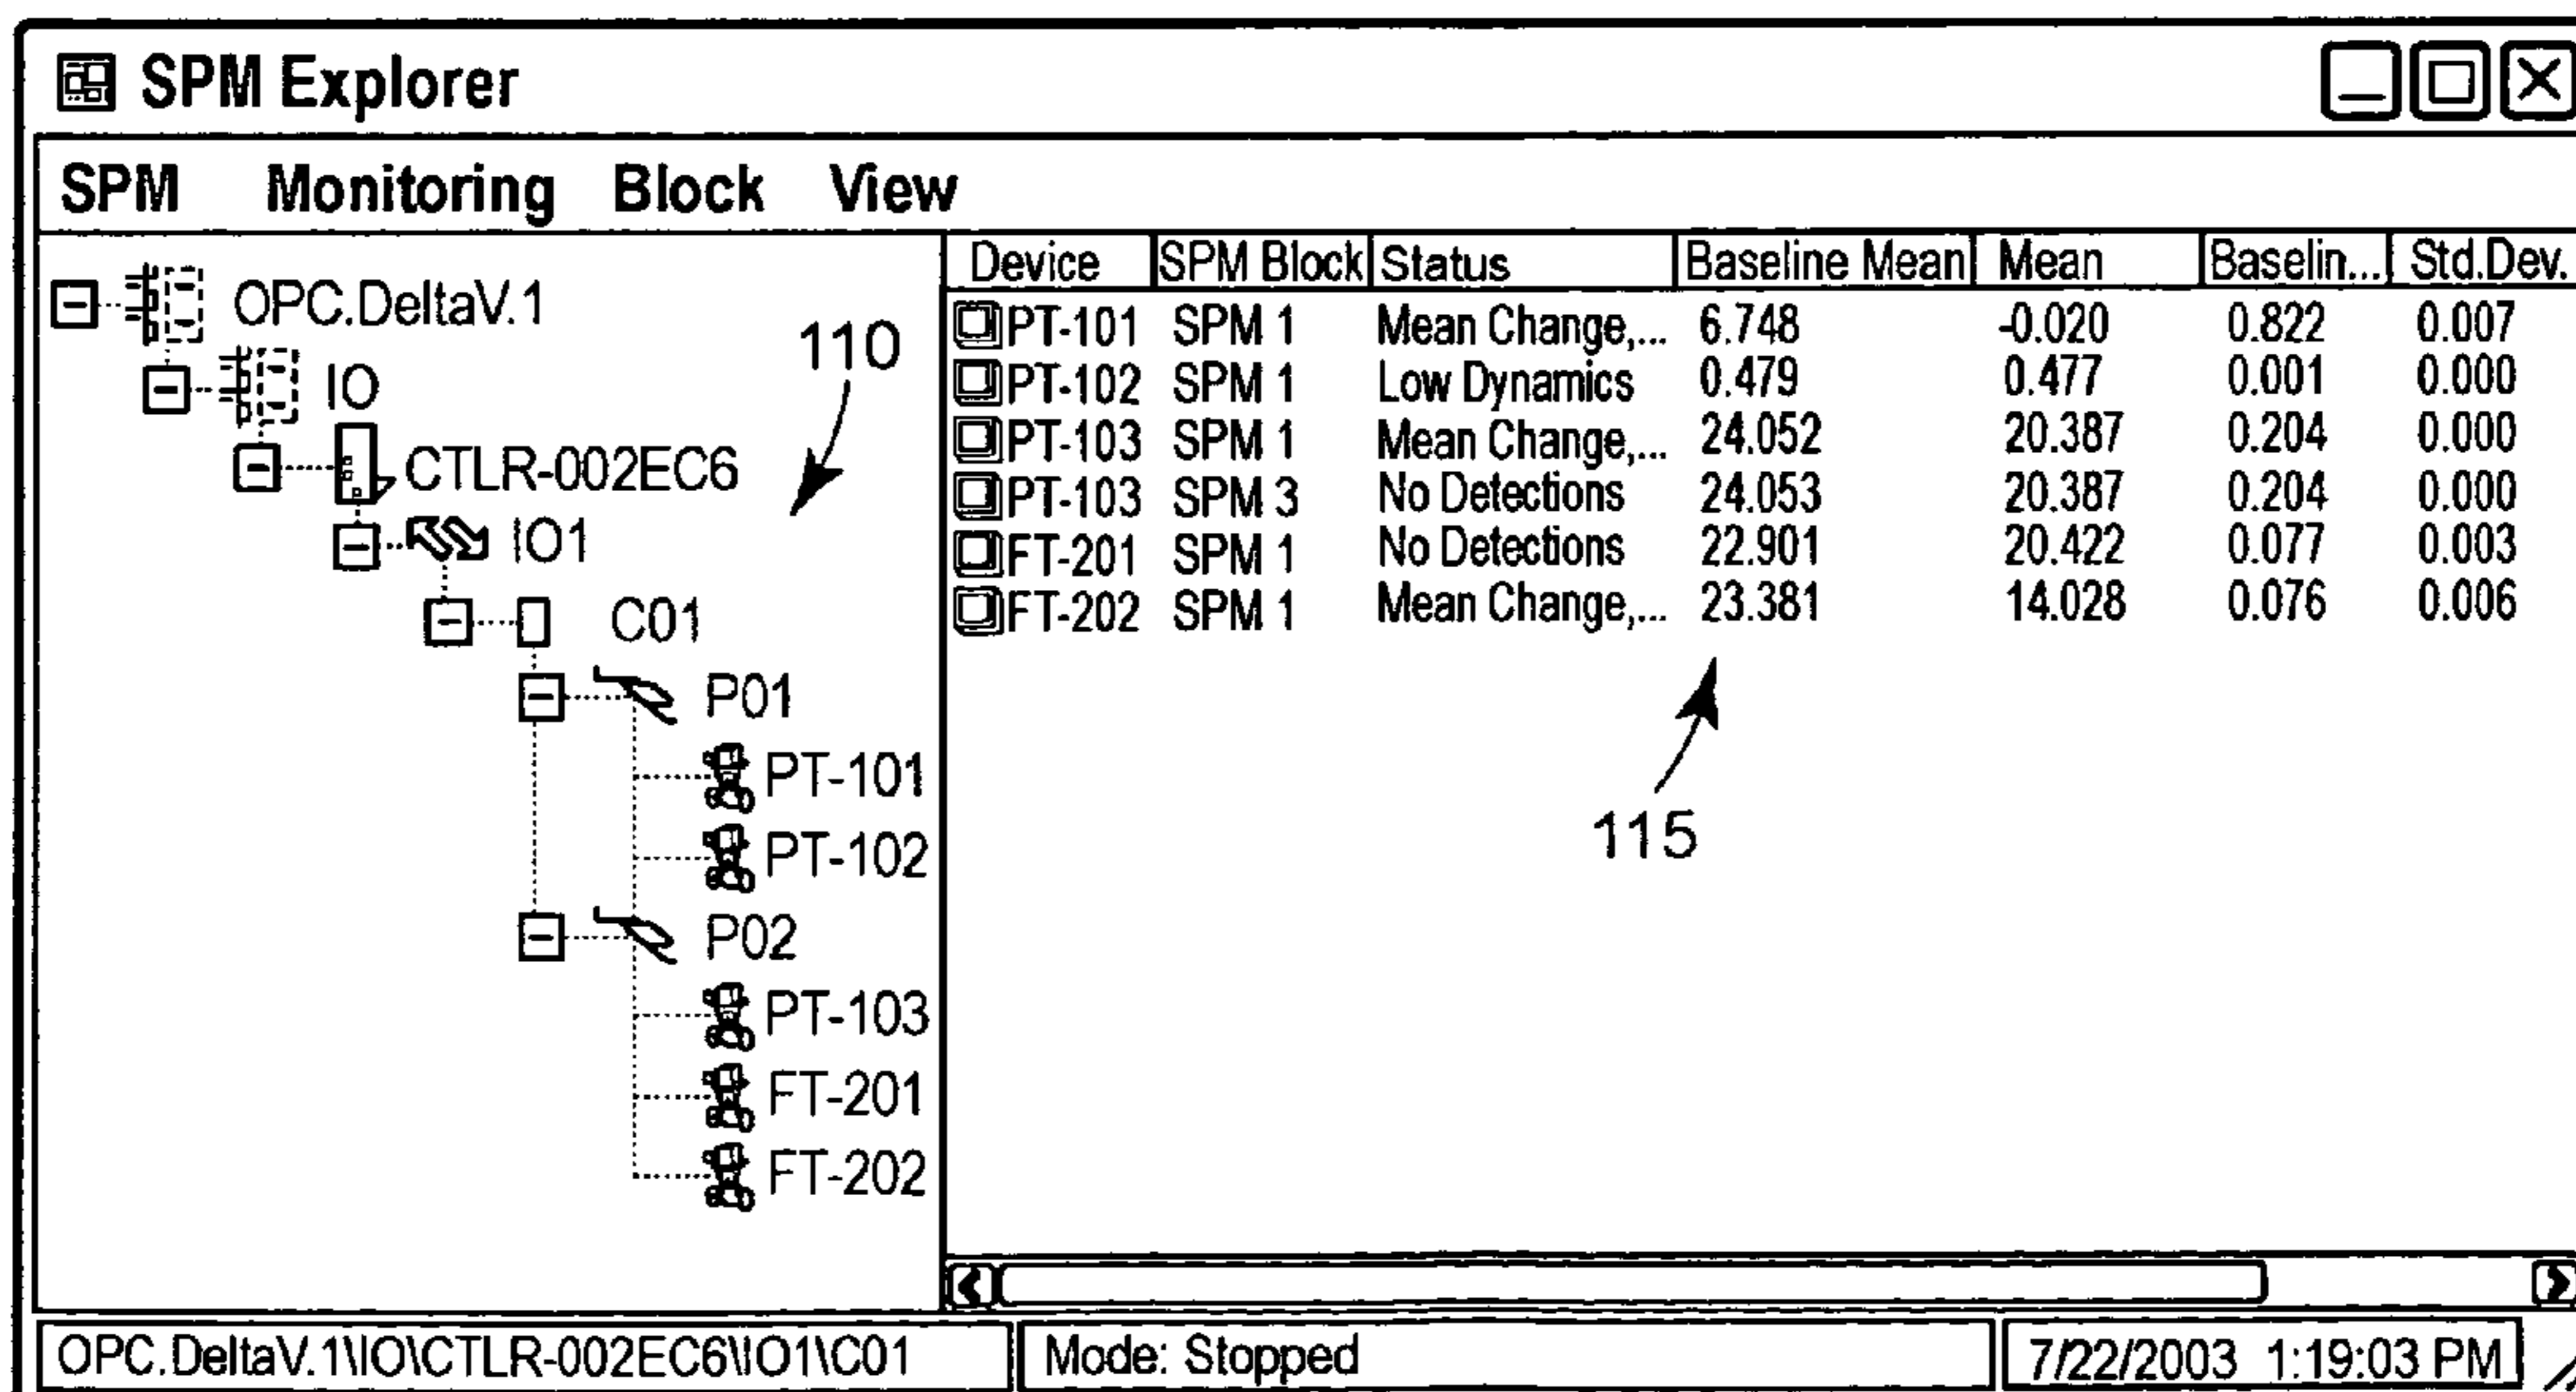 SPM Explorer
SPM Monitoring Block View
OPC.DeltaV.1
IO
CTLR-002EC6
IO1
C01
P01
PT-101
PT-102
P02
PT-103
FT-201
FT-202
110
Device SPM Block Status Baseline Mean Mean Baselin... Std.Dev.
PT-101 SPM 1 Mean Change,... 6.748 -0.020 0.822 0.007
PT-102 SPM 1 Low Dynamics 0.479 0.477 0.001 0.000
PT-103 SPM 1 Mean Change,... 24.052 20.387 0.204 0.000
PT-103 SPM 3 No Detections 24.053 20.387 0.204 0.000
FT-201 SPM 1 No Detections 22.901 20.422 0.077 0.003
FT-202 SPM 1 Mean Change,... 23.381 14.028 0.076 0.006
115
OPC.DeltaV.1\IO\CTLR-002EC6\IO1\C01 Mode: Stopped 7/22/2003 1:19:03 PM